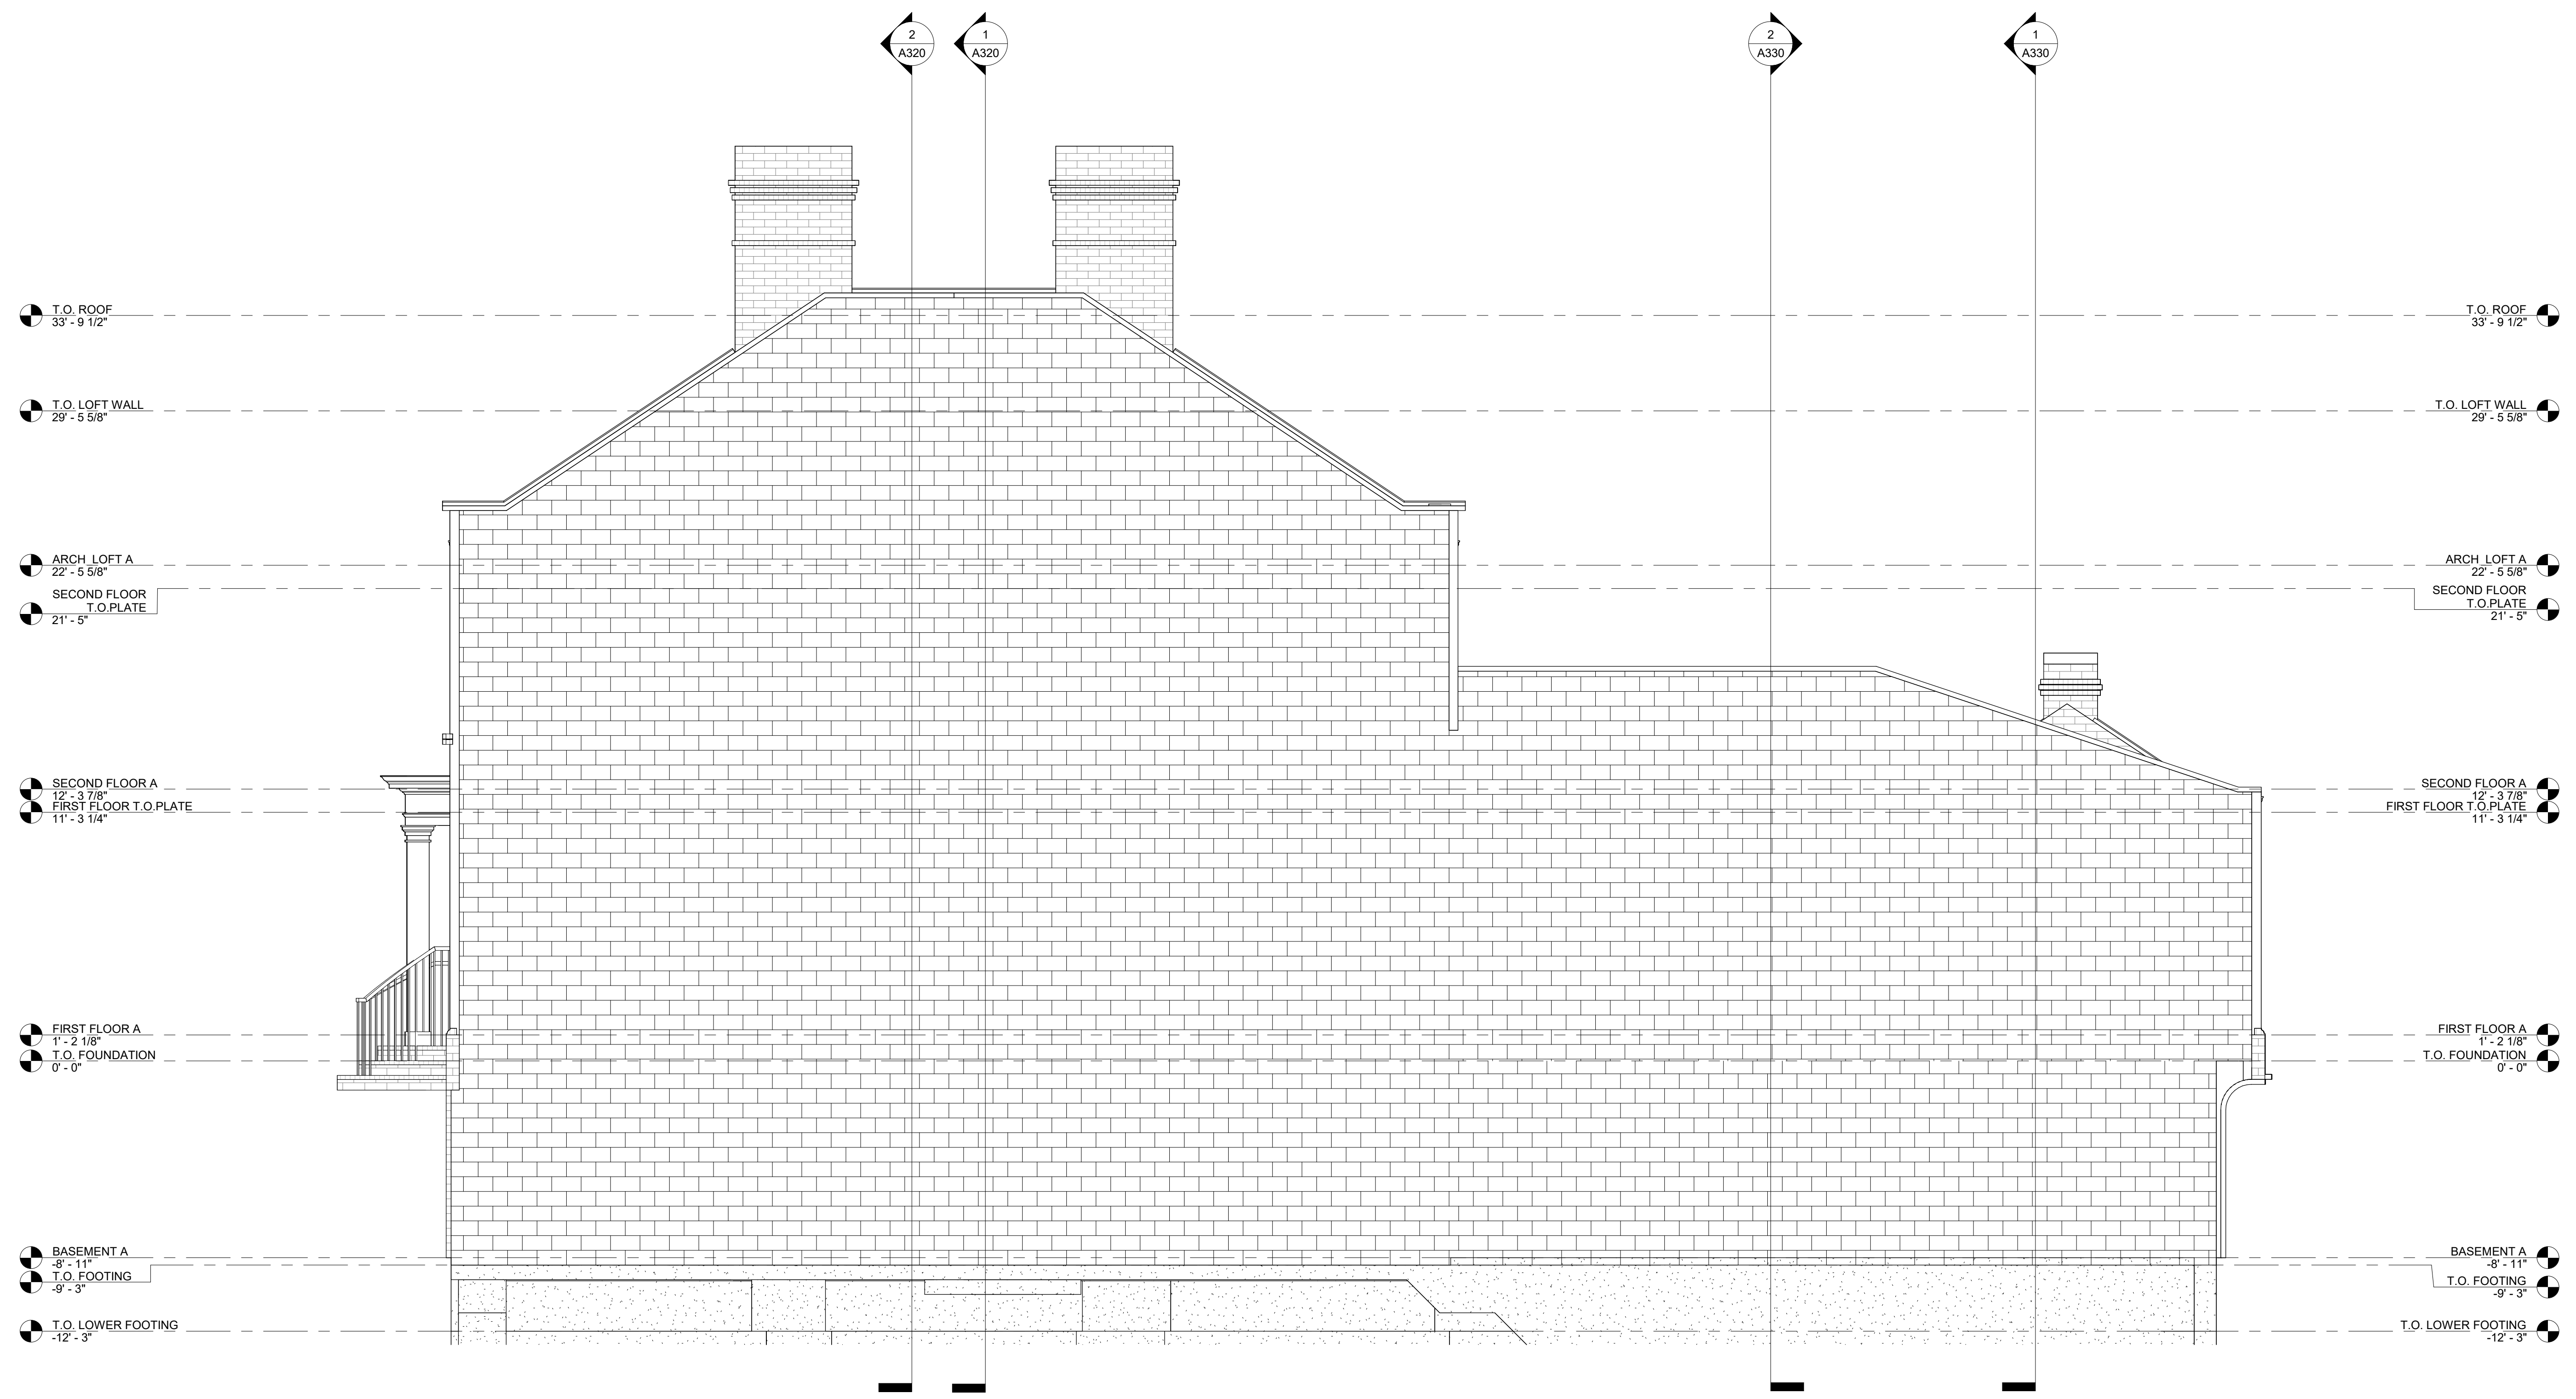 2
A320
1
A320
2
A330
1
A330
T.O. ROOF
33' - 9 1/2"
T.O. LOFT WALL
29' - 5 5/8"
ARCH LOFT A
22' - 5 5/8"
SECOND FLOOR
T.O.PLATE
21' - 5"
SECOND FLOOR A
12' - 3 7/8"
FIRST FLOOR T.O.PLATE
11' - 3 1/4"
FIRST FLOOR A
1' - 2 1/8"
T.O. FOUNDATION
0' - 0"
BASEMENT A
-8' - 11"
T.O. FOOTING
-9' - 3"
T.O. LOWER FOOTING
-12' - 3"
T.O. ROOF
33' - 9 1/2"
T.O. LOFT WALL
29' - 5 5/8"
ARCH LOFT A
22' - 5 5/8"
SECOND FLOOR
T.O.PLATE
21' - 5"
SECOND FLOOR A
12' - 3 7/8"
FIRST FLOOR T.O.PLATE
11' - 3 1/4"
FIRST FLOOR A
1' - 2 1/8"
T.O. FOUNDATION
0' - 0"
BASEMENT A
-8' - 11"
T.O. FOOTING
-9' - 3"
T.O. LOWER FOOTING
-12' - 3"